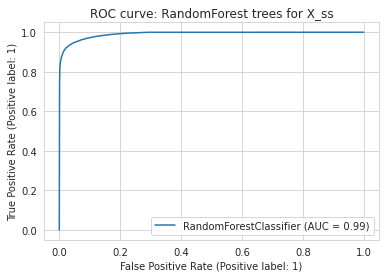 ROC curve: RandomForest trees for X_ss
True Positive Rate (Positive label: 1)
1.0
0.8
0.6
0.4
0.2
0.0
RandomForestClassifier (AUC = 0.99)
0.0 0.2 0.4 0.6 0.8 1.0
False Positive Rate (Positive label: 1)